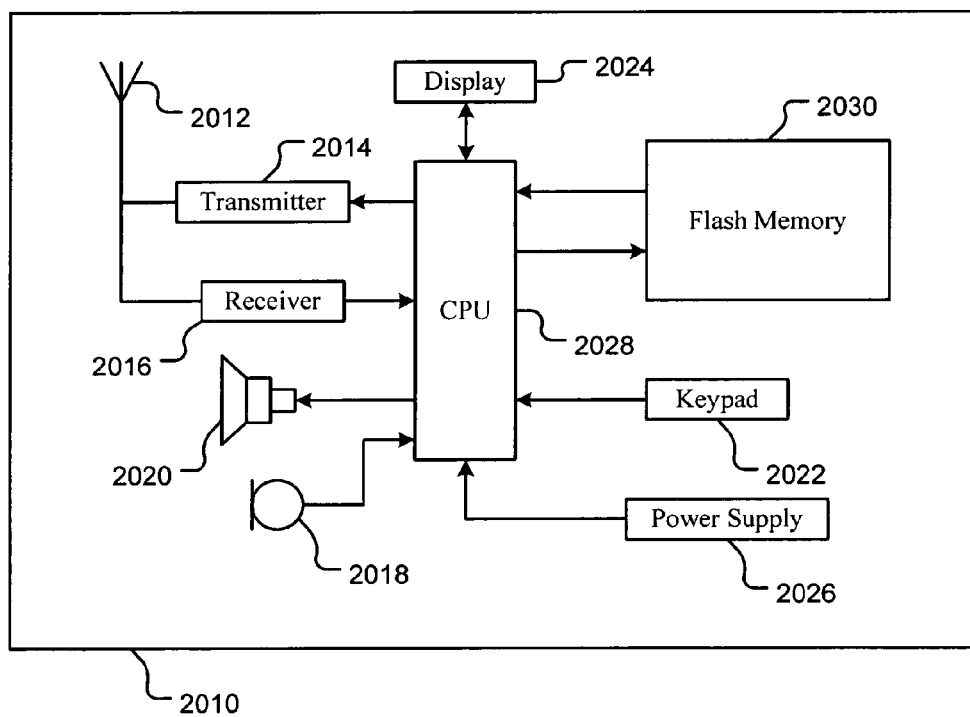 Display
2024
2012
2030
2014
Transmitter
Flash Memory
Receiver
CPU
2016
2028
Keypad
2020
2022
Power Supply
2018
2026
2010